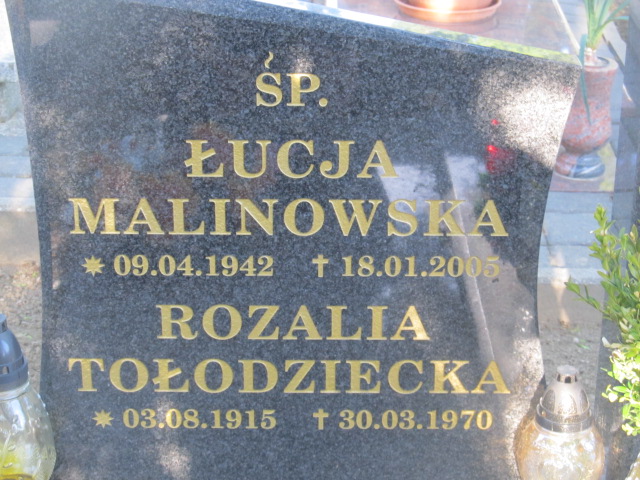 ŚP.
ŁUCJA
MALINOWSKA
✷ 09.04.1942 ✝ 18.01.2005
ROZALIA
TOŁODZIECKA
✷ 03.08.1915 ✝ 30.03.1970